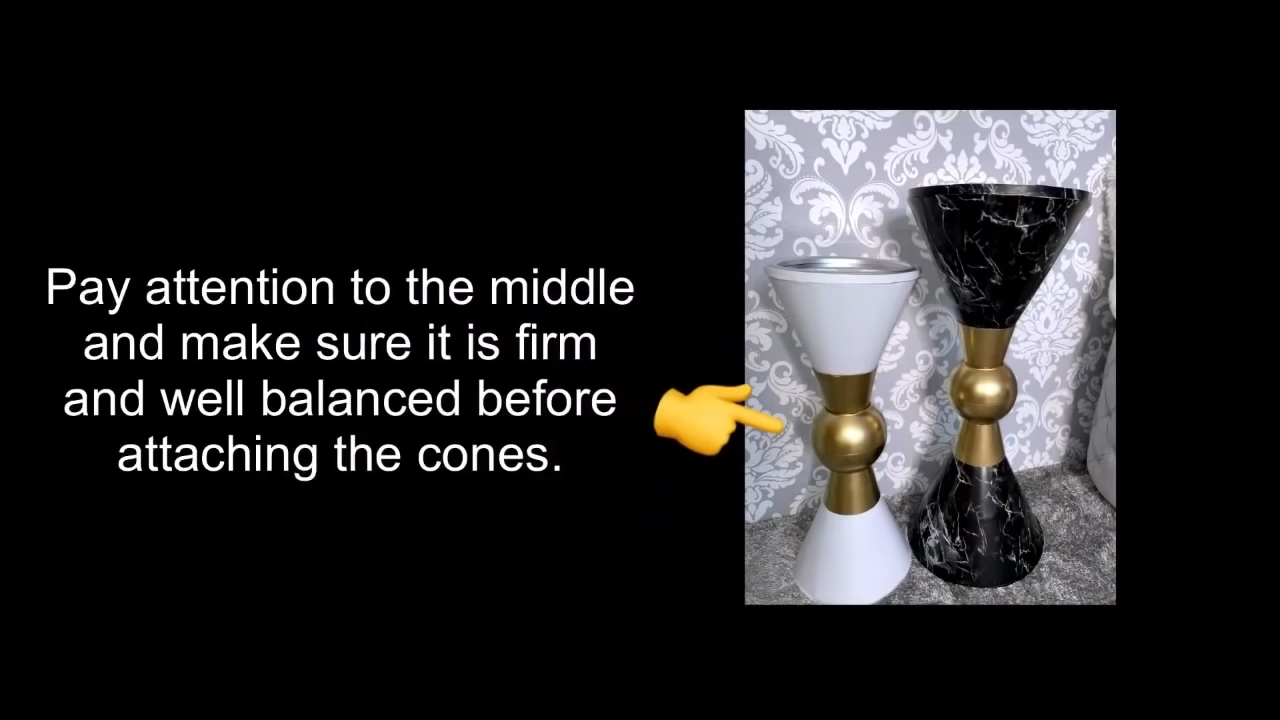 Pay attention to the middle
and make sure it is firm
and well balanced before
attaching the cones.